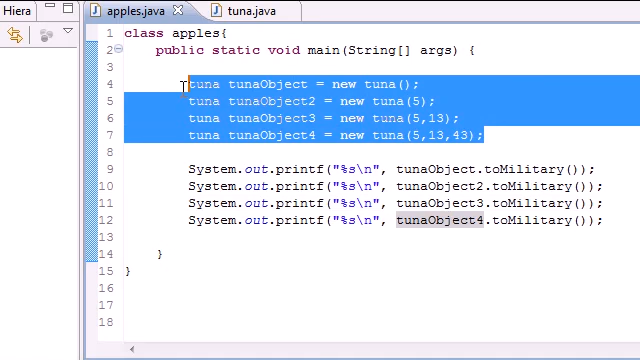 Hiera
apples.java
tuna.java
1 class apples{
2 public static void main(String[] args) {
3
4 tuna tunaObject = new tuna();
5 tuna tunaObject2 = new tuna(5);
6 tuna tunaObject3 = new tuna(5,13);
7 tuna tunaObject4 = new tuna(5,13,43);
8
9 System.out.printf("%s\n", tunaObject.toMilitary());
10 System.out.printf("%s\n", tunaObject2.toMilitary());
11 System.out.printf("%s\n", tunaObject3.toMilitary());
12 System.out.printf("%s\n", tunaObject4.toMilitary());
13
14 }
15 }
16
17
18